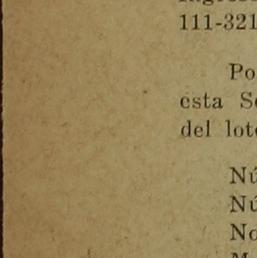 111-321
Po
esta S
del lot
Nú
Nú
No